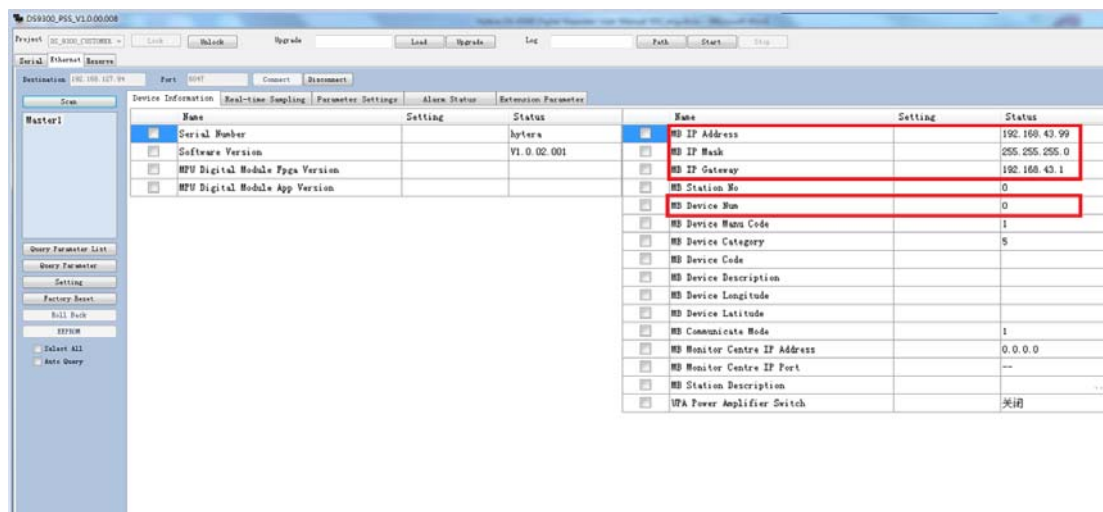 DS9300_PSS_V1.0.00.008
Project DS_9300_CUSTOMER Lock Unlock Upgrade Load Upgrade Log Path Start Stop
Serial Ethernet Reserve
Destination 192.168.127.94 Port Connect Disconnect
Scan Device Information Real-time Sampling Parameter Settings Alarm Status Extension Parameter
Name Setting Status Name Setting Status
Master1
Serial Number hytera MB IP Address 192.168.43.99
Software Version V1.0.02.001 MB IP Mask 255.255.255.0
MPU Digital Module Fpga Version MB IP Gateway 192.168.43.1
MPU Digital Module App Version MB Station No 0
MB Device Num 0
MB Device Manu Code 1
MB Device Category 5
MB Device Code
MB Device Description
MB Device Longitude
MB Device Latitude
MB Communicate Mode 1
MB Monitor Centre IP Address 0.0.0.0
MB Monitor Centre IP Port --
MB Station Description
UPA Power Amplifier Switch 关闭
Query Parameter List
Query Parameter
Setting
Factory Reset
Roll Back
EEPROM
Select All
Auto Query